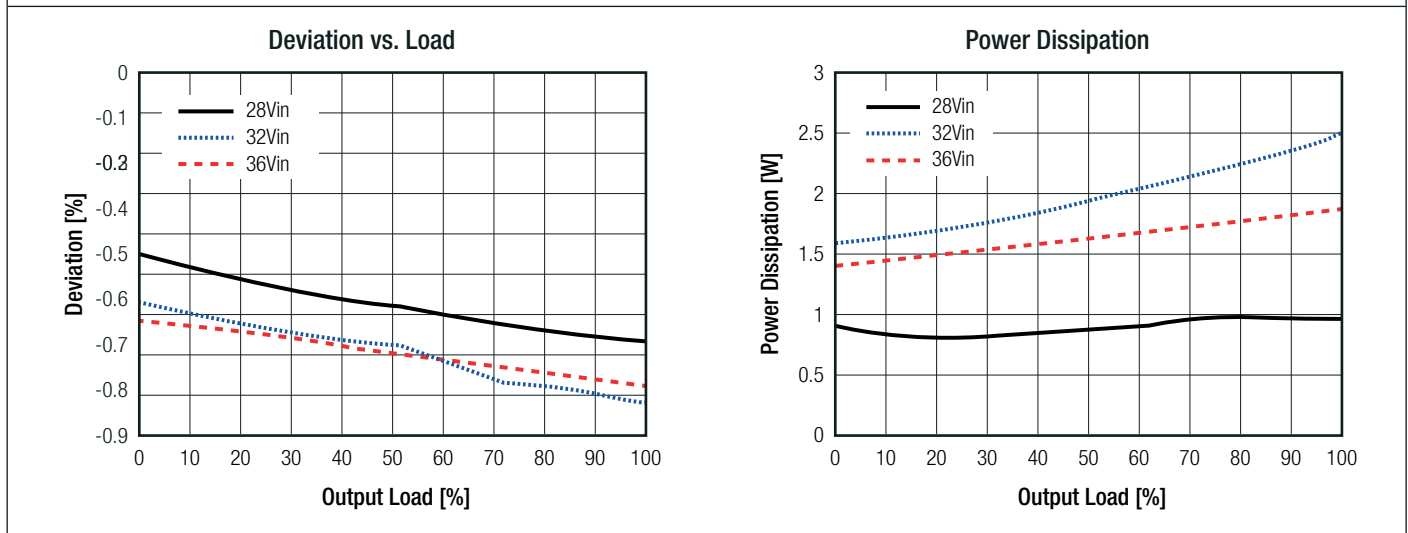 Deviation vs. Load
Deviation [%]
0
-0.1
-0.2
-0.4
-0.5
-0.6
-0.7
-0.8
-0.9
28Vin
32Vin
36Vin
0 10 20 30 40 50 60 70 80 90 100
Output Load [%]
Power Dissipation
Power Dissipation [W]
3
2.5
2
1.5
1
0.5
0
28Vin
32Vin
36Vin
0 10 20 30 40 50 60 70 80 90 100
Output Load [%]